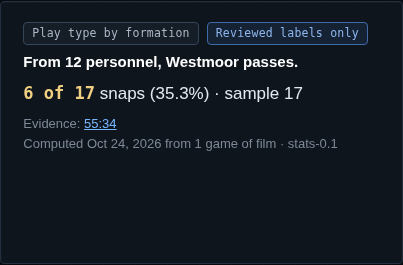 Play type by formation
Reviewed labels only
From 12 personnel, Westmoor passes.
6 of 17 snaps (35.3%) · sample 17
Evidence: 55:34
Computed Oct 24, 2026 from 1 game of film · stats-0.1